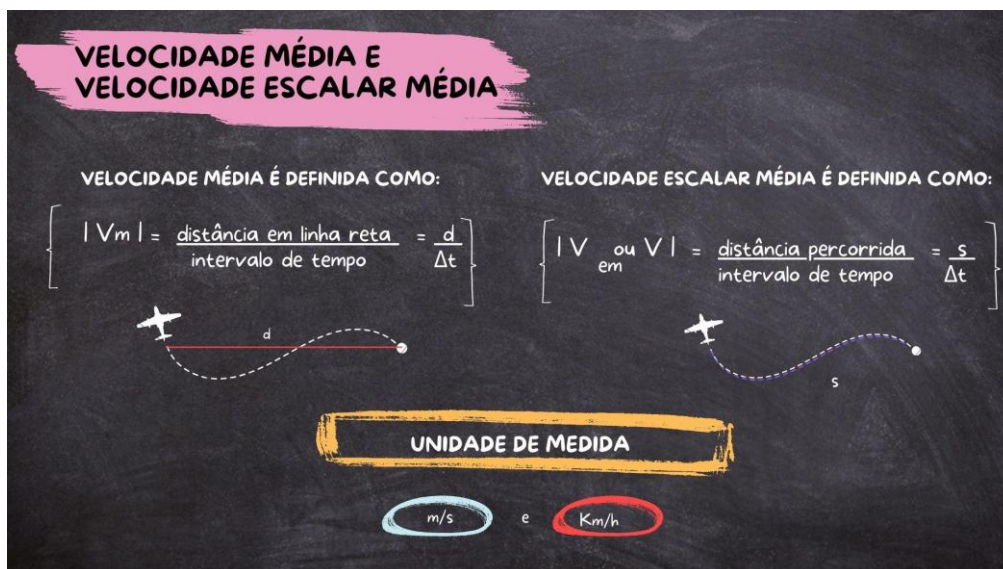 VELOCIDADE MÉDIA E
VELOCIDADE ESCALAR MÉDIA
VELOCIDADE MÉDIA É DEFINIDA COMO:
| Vm | = distância em linha reta = d
intervalo de tempo Δt
d
VELOCIDADE ESCALAR MÉDIA É DEFINIDA COMO:
| V em ou V | = distância percorrida = s
intervalo de tempo Δt
s
UNIDADE DE MEDIDA
m/s e Km/h